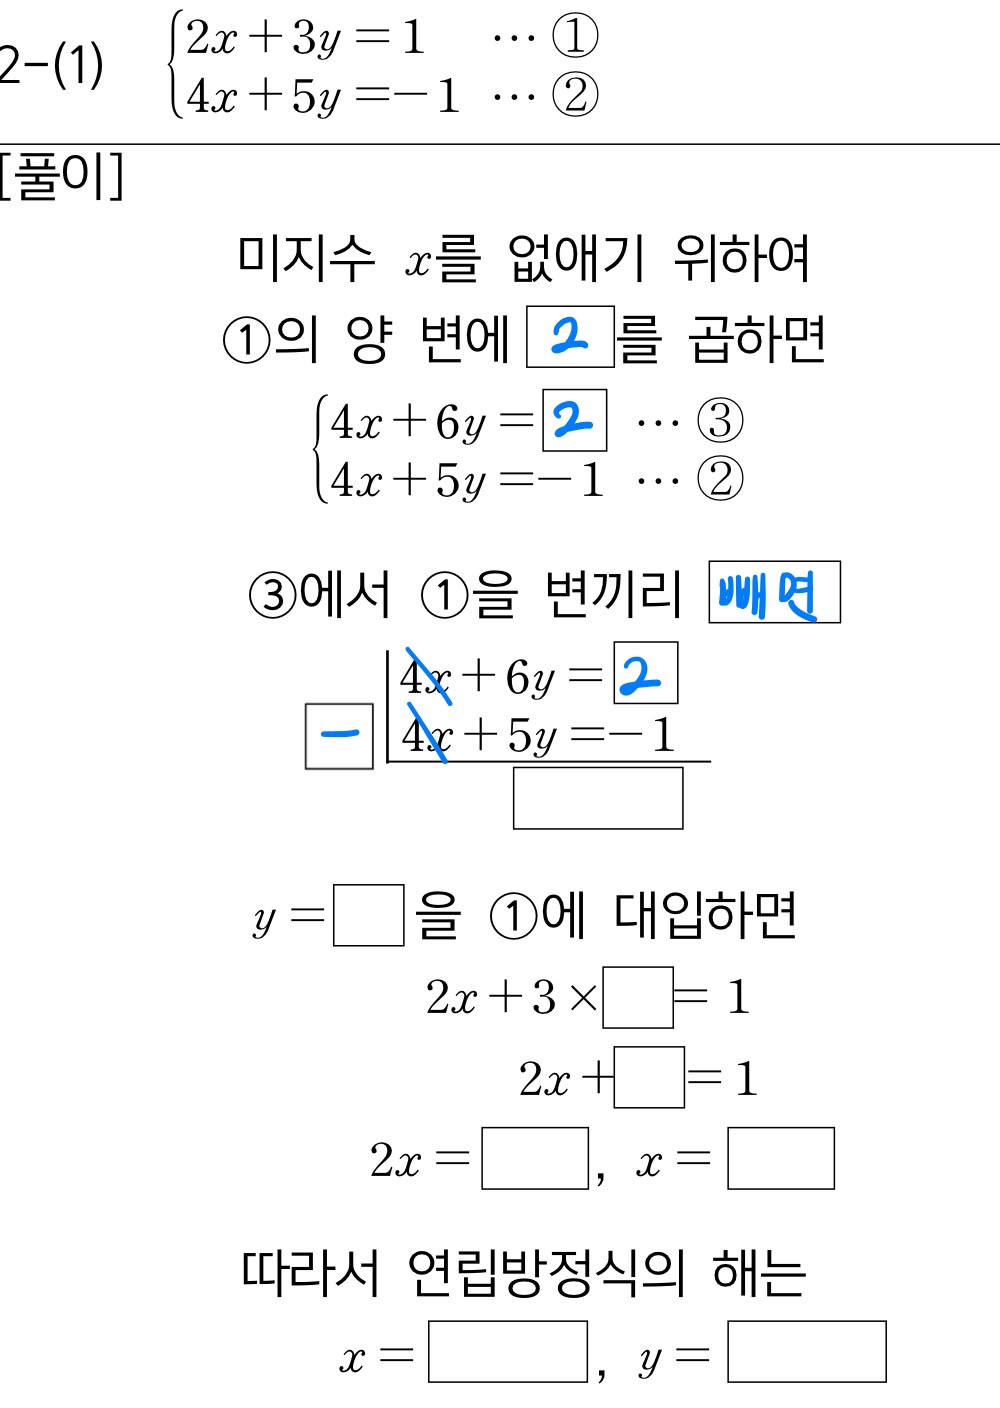 2-(1) 2x+3y=1 … ①
4x+5y=-1 … ②
[풀이]
미지수 x를 없애기 위하여
①의 양 변에 2 를 곱하면
4x+6y=2 … ③
4x+5y=-1 … ②
③에서 ①을 변끼리 빼면
4x+6y=2
- 4x+5y=-1
y= 을 ①에 대입하면
2x+3× =1
2x+ =1
2x= , x=
따라서 연립방정식의 해는
x= , y=